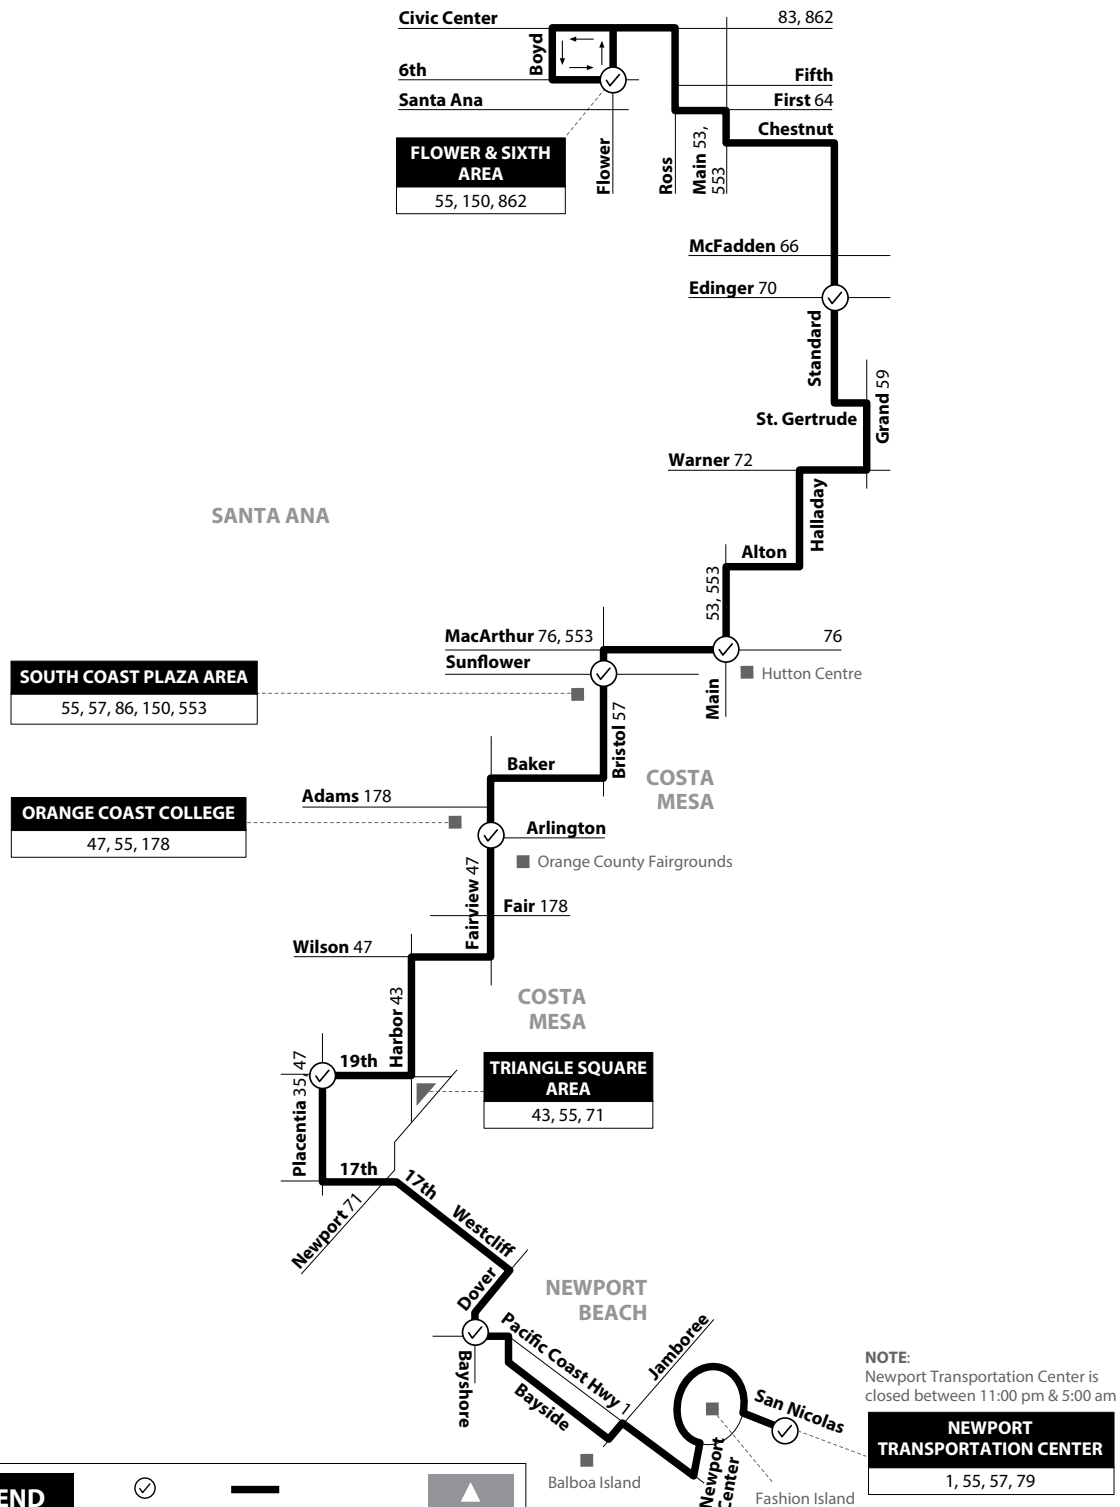 Civic Center
83, 862
Boyd
6th
Fifth
Santa Ana
First 64
Chestnut
FLOWER & SIXTH
AREA
55, 150, 862
Flower
Ross
Main 53,
553
McFadden 66
Edinger 70
Standard
St. Gertrude
Grand 59
Warner 72
Halladay
SANTA ANA
Alton
53, 553
MacArthur 76, 553
76
Sunflower
Hutton Centre
Main
SOUTH COAST PLAZA AREA
55, 57, 86, 150, 553
Bristol 57
Baker
COSTA
MESA
Adams 178
ORANGE COAST COLLEGE
47, 55, 178
Arlington
Orange County Fairgrounds
Fairview 47
Fair 178
Wilson 47
Harbor 43
COSTA
MESA
19th
Placentia 35, 47
TRIANGLE SQUARE
AREA
43, 55, 71
17th
17th
Newport 71
Westcliff
Dover
NEWPORT
BEACH
Bayshore
Pacific Coast Hwy 1
Jamboree
Bayside
Balboa Island
San Nicolas
Newport
Center
Fashion Island
NOTE:
Newport Transportation Center is
closed between 11:00 pm & 5:00 am
NEWPORT
TRANSPORTATION CENTER
1, 55, 57, 79
END